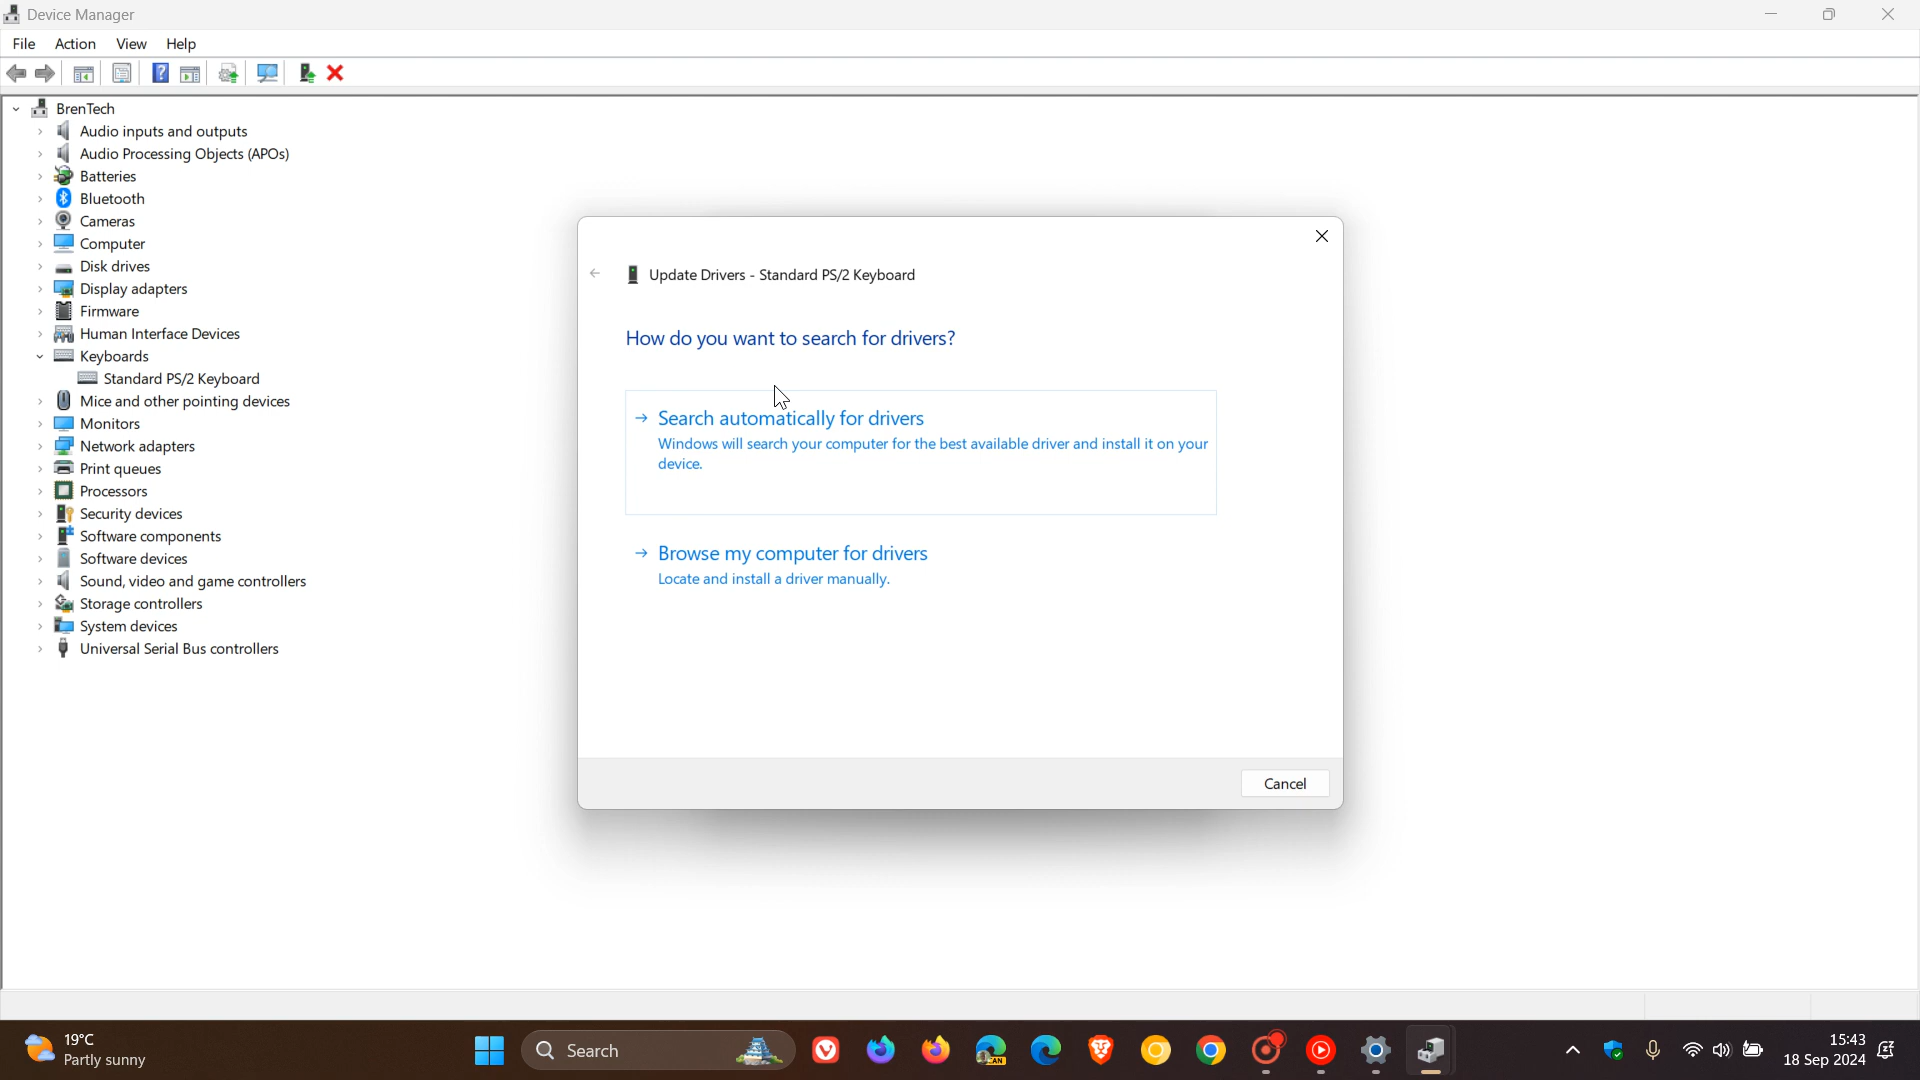 Device Manager
File Action View Help
BrenTech
Audio inputs and outputs
Audio Processing Objects (APOs)
Batteries
Bluetooth
Cameras
Computer
Disk drives
Display adapters
Firmware
Human Interface Devices
Keyboards
Standard PS/2 Keyboard
Mice and other pointing devices
Monitors
Network adapters
Print queues
Processors
Security devices
Software components
Software devices
Sound, video and game controllers
Storage controllers
System devices
Universal Serial Bus controllers
Update Drivers - Standard PS/2 Keyboard
How do you want to search for drivers?
Search automatically for drivers
Windows will search your computer for the best available driver and install it on your
device.
Browse my computer for drivers
Locate and install a driver manually.
Cancel
19°C
Partly sunny
Search
CAN
15:43
18 Sep 2024